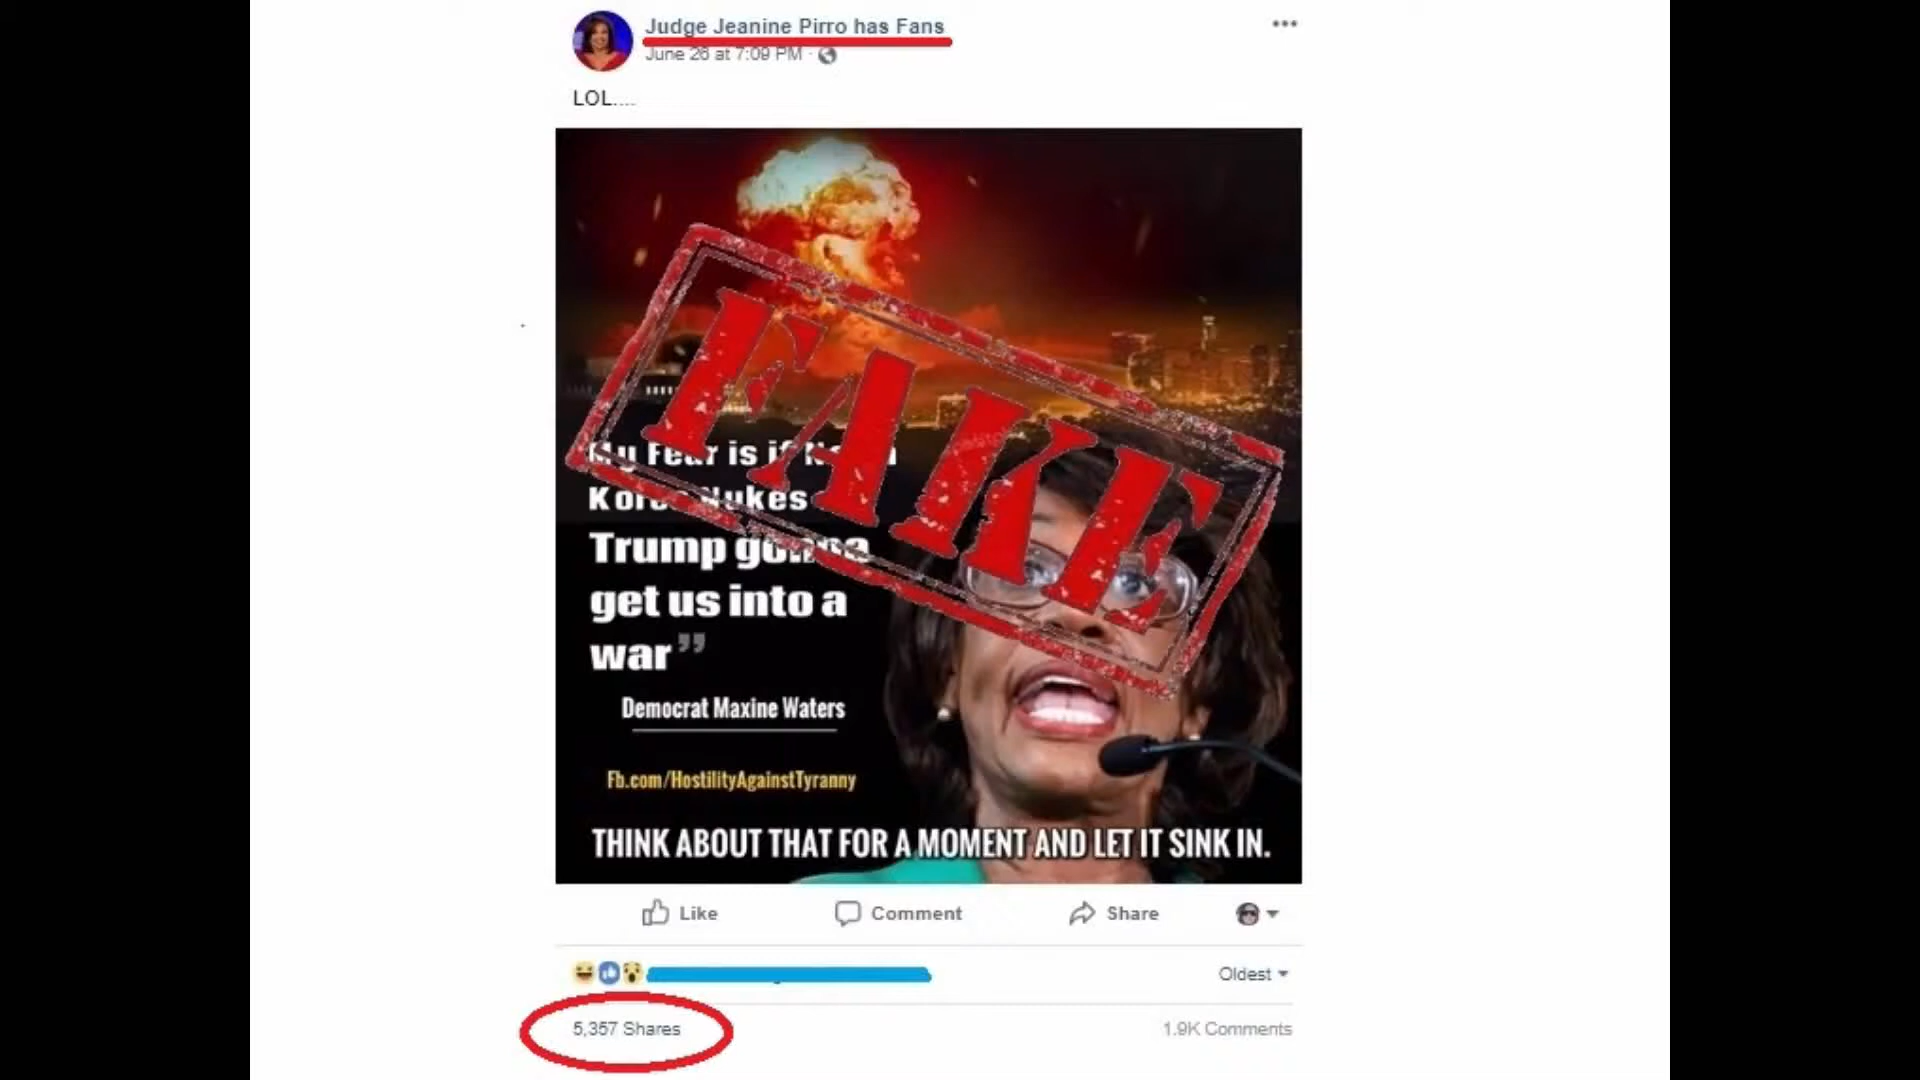 Judge Jeanine Pirro has Fans
June 26 at 7:09 PM
LOL....
FAKE
My Fear is if
Korea Nukes
Trump gonna
get us into a
war”
Democrat Maxine Waters
Fb.com/HostilityAgainstTyranny
THINK ABOUT THAT FOR A MOMENT AND LET IT SINK IN.
Like Comment Share
Oldest
5,357 Shares 1.9K Comments